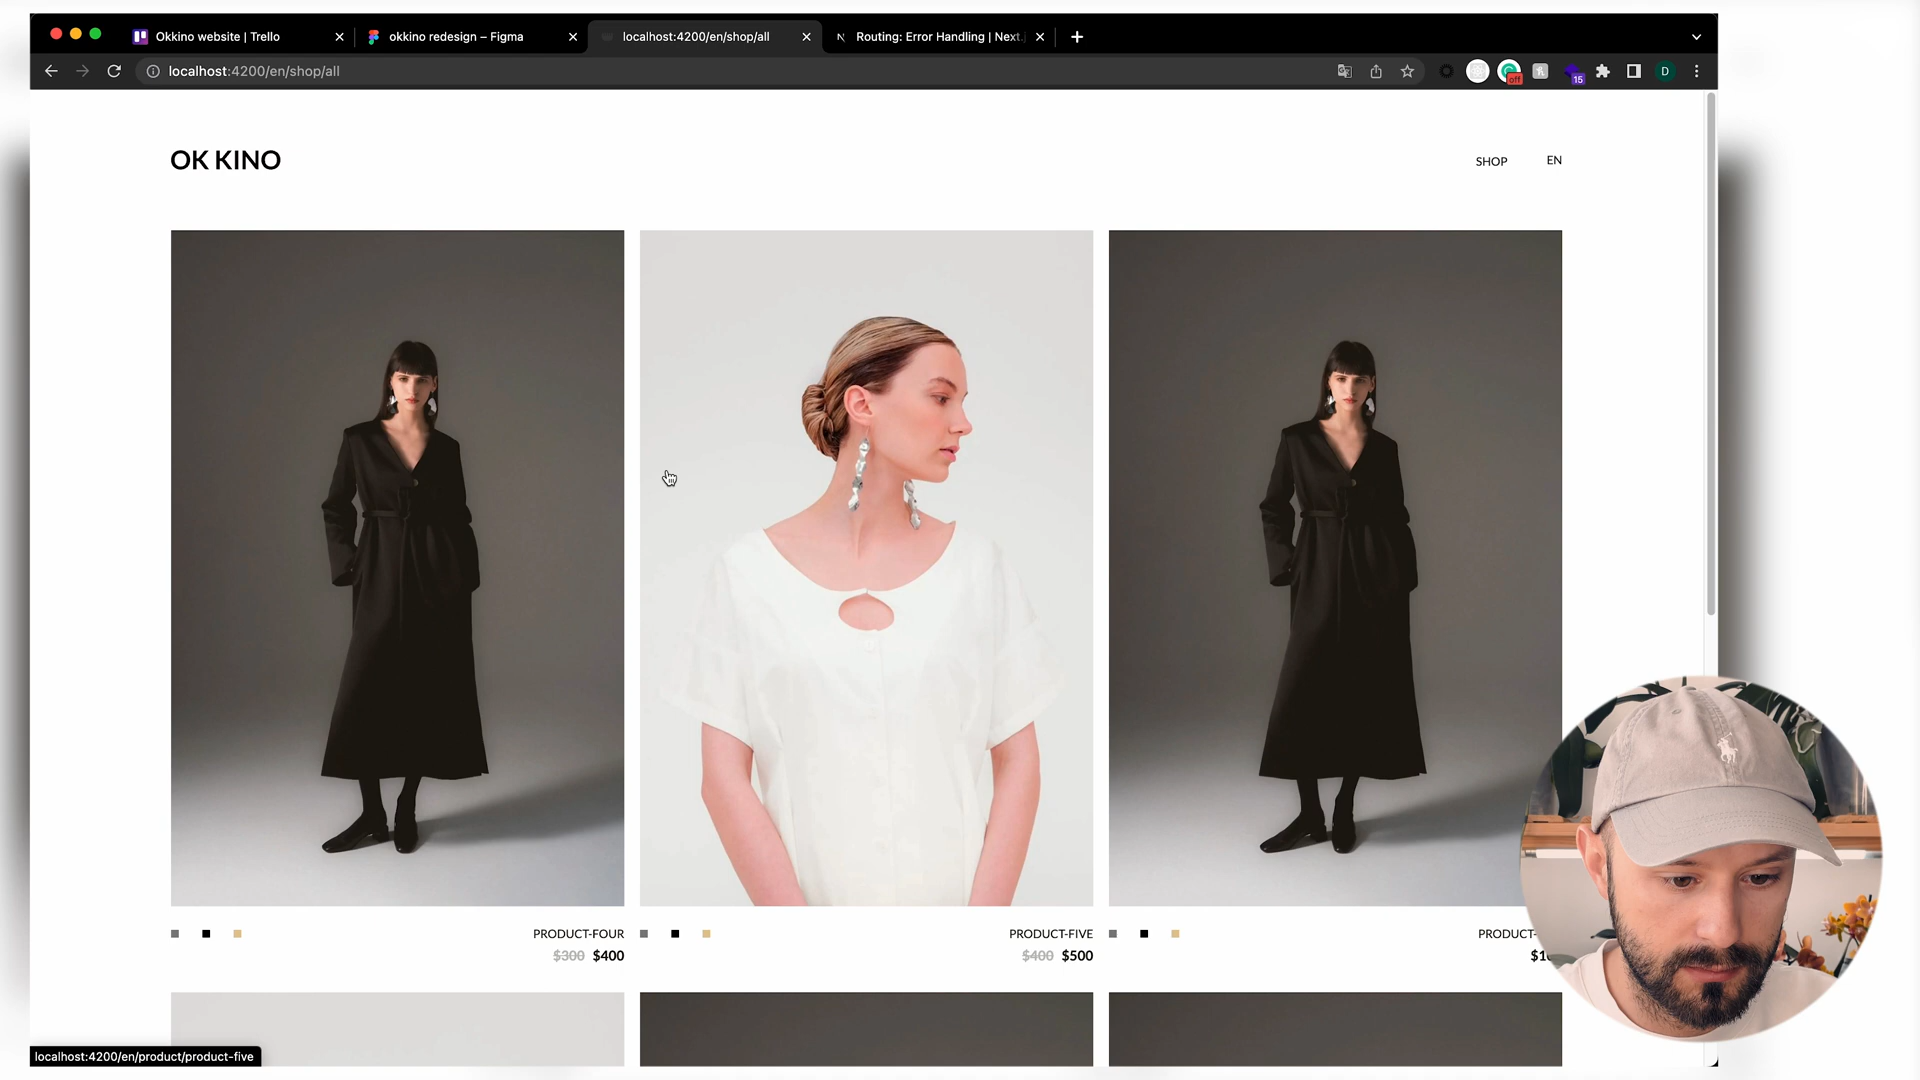 Okkino website | Trello
okkino redesign – Figma
localhost:4200/en/shop/all
Routing: Error Handling | Next.
localhost:4200/en/shop/all
off
15
D
OK KINO
SHOP
EN
PRODUCT-FOUR
$300 $400
PRODUCT-FIVE
$400 $500
PRODUCT-
localhost:4200/en/product/product-five